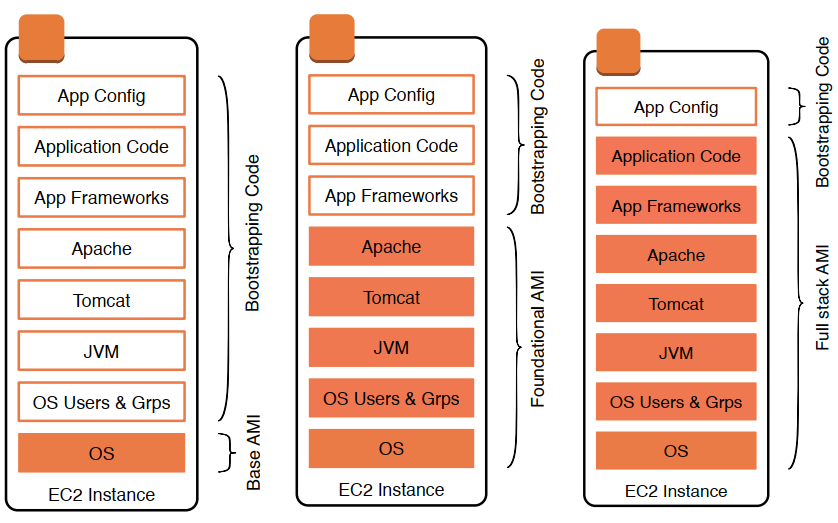 App Config
Application Code
App Frameworks
Apache
Tomcat
JVM
OS Users & Grps
OS
EC2 Instance
Bootstrapping Code
Base AMI
App Config
Application Code
App Frameworks
Apache
Tomcat
JVM
OS Users & Grps
OS
EC2 Instance
Bootstrapping Code
Foundational AMI
App Config
Application Code
App Frameworks
Apache
Tomcat
JVM
OS Users & Grps
OS
EC2 Instance
Bootstrapping Code
Full stack AMI